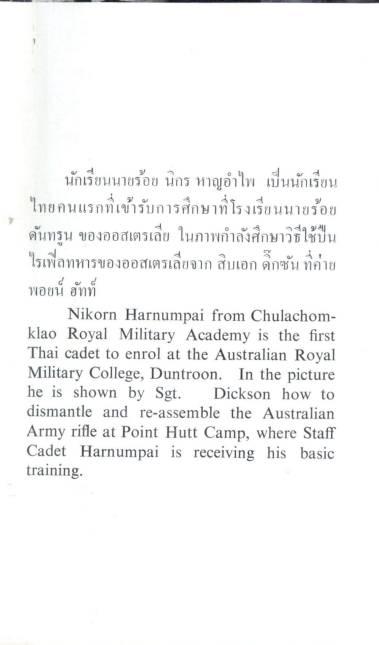 นักเรียนนายร้อย นิกร หาญอำไพ เป็นนักเรียน
ไทยคนแรกที่เข้ารับการศึกษาที่โรงเรียนนายร้อย
ดันทรูน ของออสเตรเลีย ในภาพกำลังศึกษาวิธีใช้ปืน
ไรเฟิ่ลทหารของออสเตรเลียจาก สิบเอก ดิ๊กซัน ที่ค่าย
พอยน์ ฮัทท์
Nikorn Harnumpai from Chulachom-
klao Royal Military Academy is the first
Thai cadet to enrol at the Australian Royal
Military College, Duntroon. In the picture
he is shown by Sgt. Dickson how to
dismantle and re-assemble the Australian
Army rifle at Point Hutt Camp, where Staff
Cadet Harnumpai is receiving his basic
training.